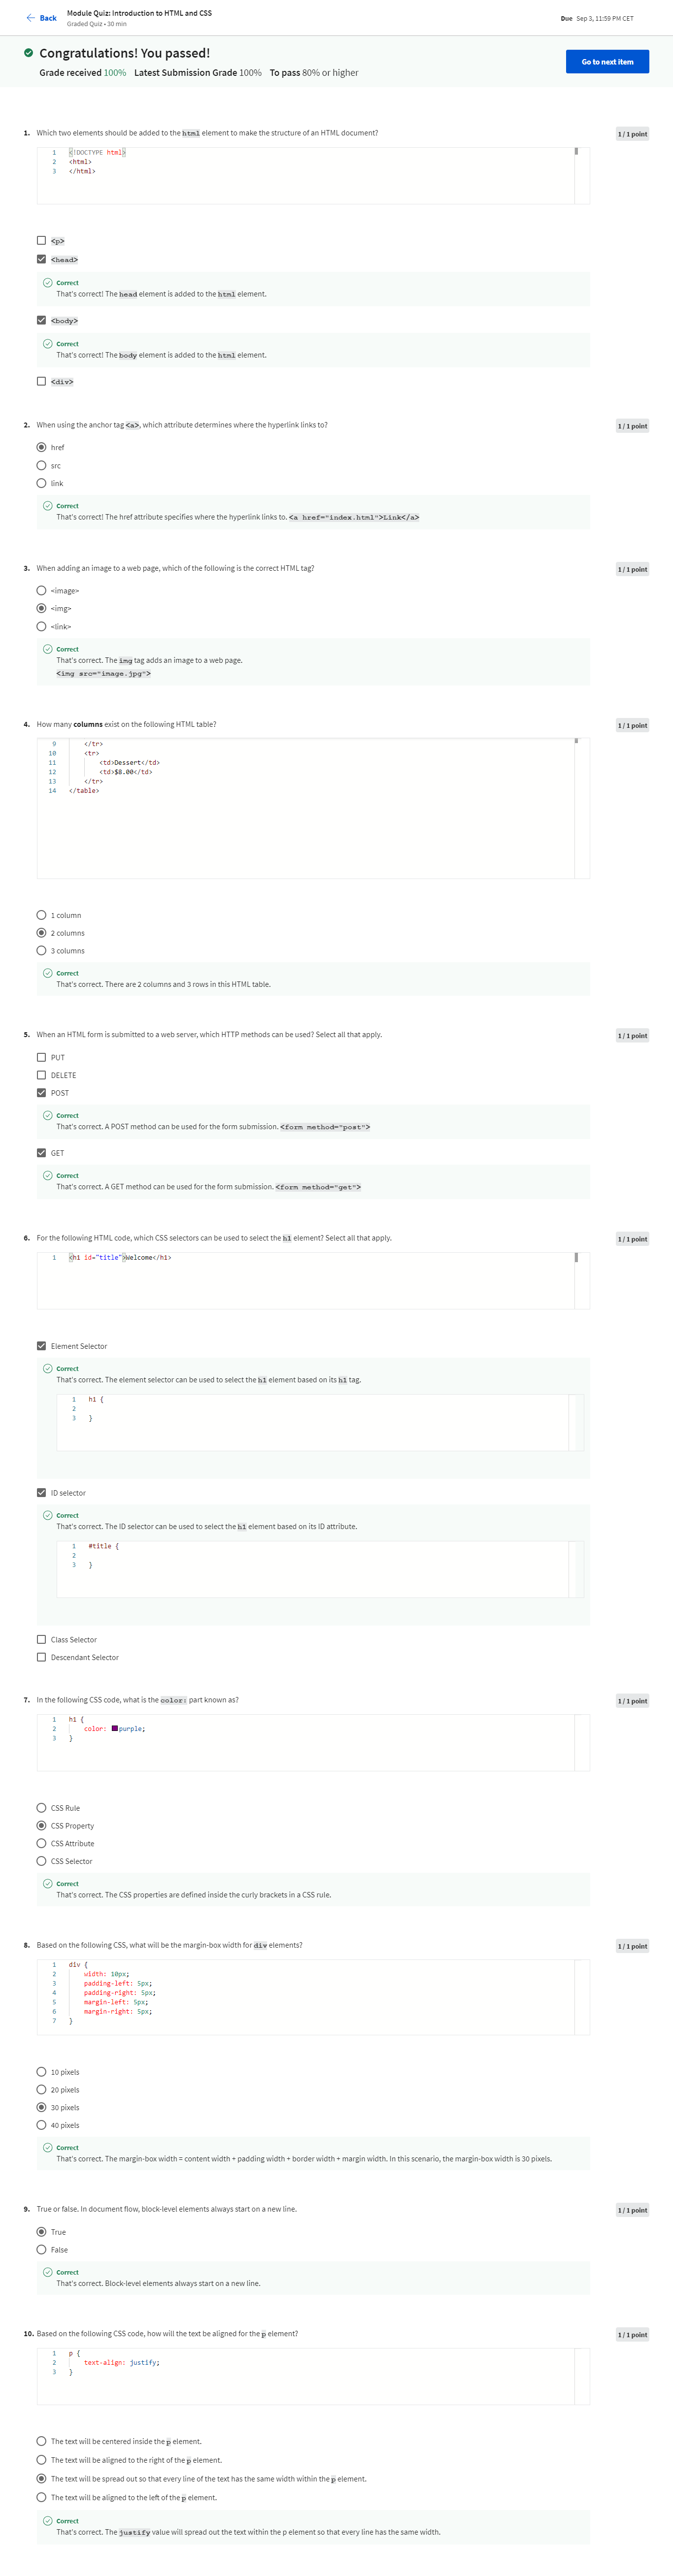 Back
Module Quiz: Introduction to HTML and CSS
Graded Quiz • 30 min
Due Sep 3, 11:59 PM CET
Congratulations! You passed!
Grade received 100% Latest Submission Grade 100% To pass 80% or higher
Go to next item
1. Which two elements should be added to the html element to make the structure of an HTML document?
1 / 1 point
1 <!DOCTYPE html>
2 <html>
3 </html>
<p>
<head>
Correct
That's correct! The head element is added to the html element.
<body>
Correct
That's correct! The body element is added to the html element.
<div>
2. When using the anchor tag <a>, which attribute determines where the hyperlink links to?
1 / 1 point
href
src
link
Correct
That's correct! The href attribute specifies where the hyperlink links to. <a href="index.html">Link</a>
3. When adding an image to a web page, which of the following is the correct HTML tag?
1 / 1 point
<image>
<img>
<link>
Correct
That's correct. The img tag adds an image to a web page.
<img src="image.jpg">
4. How many columns exist on the following HTML table?
1 / 1 point
9 </tr>
10 <tr>
11 <td>Dessert</td>
12 <td>$8.00</td>
13 </tr>
14 </table>
1 column
2 columns
3 columns
Correct
That's correct. There are 2 columns and 3 rows in this HTML table.
5. When an HTML form is submitted to a web server, which HTTP methods can be used? Select all that apply.
1 / 1 point
PUT
DELETE
POST
Correct
That's correct. A POST method can be used for the form submission. <form method="post">
GET
Correct
That's correct. A GET method can be used for the form submission. <form method="get">
6. For the following HTML code, which CSS selectors can be used to select the h1 element? Select all that apply.
1 / 1 point
1 <h1 id="title">Welcome</h1>
Element Selector
Correct
That's correct. The element selector can be used to select the h1 element based on its h1 tag.
1 h1 {
2
3 }
ID selector
Correct
That's correct. The ID selector can be used to select the h1 element based on its ID attribute.
1 #title {
2
3 }
Class Selector
Descendant Selector
7. In the following CSS code, what is the color: part known as?
1 / 1 point
1 h1 {
2 color: purple;
3 }
CSS Rule
CSS Property
CSS Attribute
CSS Selector
Correct
That's correct. The CSS properties are defined inside the curly brackets in a CSS rule.
8. Based on the following CSS, what will be the margin-box width for div elements?
1 / 1 point
1 div {
2 width: 10px;
3 padding-left: 5px;
4 padding-right: 5px;
5 margin-left: 5px;
6 margin-right: 5px;
7 }
10 pixels
20 pixels
30 pixels
40 pixels
Correct
That's correct. The margin-box width = content width + padding width + border width + margin width. In this scenario, the margin-box width is 30 pixels.
9. True or false. In document flow, block-level elements always start on a new line.
1 / 1 point
True
False
Correct
That's correct. Block-level elements always start on a new line.
10. Based on the following CSS code, how will the text be aligned for the p element?
1 / 1 point
1 p {
2 text-align: justify;
3 }
The text will be centered inside the p element.
The text will be aligned to the right of the p element.
The text will be spread out so that every line of the text has the same width within the p element.
The text will be aligned to the left of the p element.
Correct
That's correct. The justify value will spread out the text within the p element so that every line has the same width.